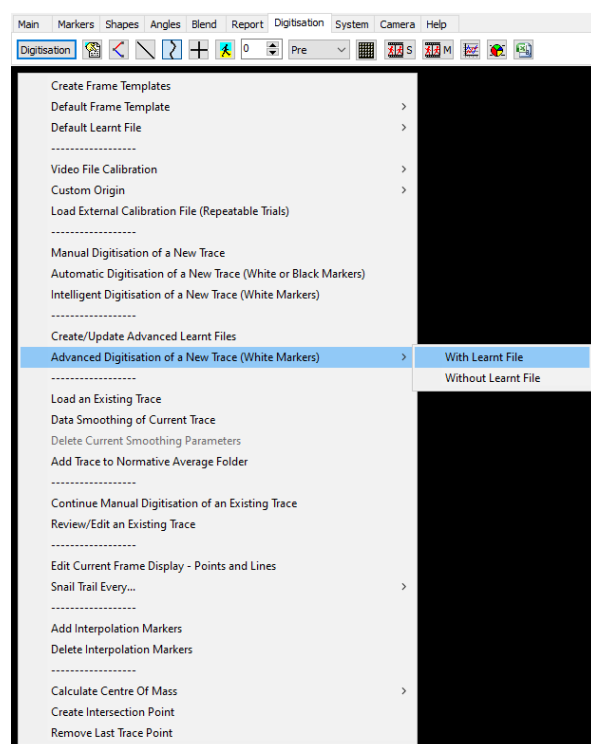 Main Markers Shapes Angles Blend Report Digitisation System Camera Help
Digitisation 0 Pre S M
Create Frame Templates
Default Frame Template >
Default Learnt File >
------------------
Video File Calibration >
Custom Origin >
Load External Calibration File (Repeatable Trials)
------------------
Manual Digitisation of a New Trace
Automatic Digitisation of a New Trace (White or Black Markers)
Intelligent Digitisation of a New Trace (White Markers)
------------------
Create/Update Advanced Learnt Files
Advanced Digitisation of a New Trace (White Markers) > With Learnt File
------------------ Without Learnt File
Load an Existing Trace
Data Smoothing of Current Trace
Delete Current Smoothing Parameters
Add Trace to Normative Average Folder
------------------
Continue Manual Digitisation of an Existing Trace
Review/Edit an Existing Trace
------------------
Edit Current Frame Display - Points and Lines
Snail Trail Every... >
------------------
Add Interpolation Markers
Delete Interpolation Markers
------------------
Calculate Centre Of Mass >
Create Intersection Point
Remove Last Trace Point